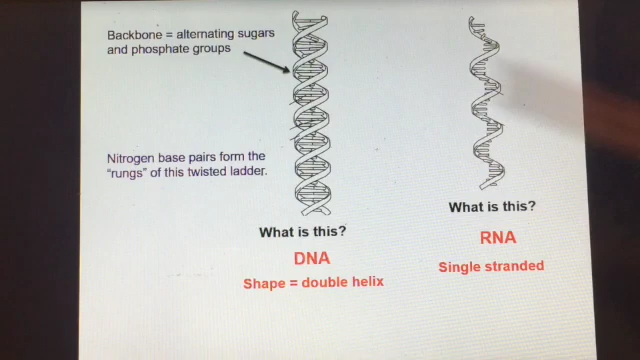 Backbone = alternating sugars
and phosphate groups
Nitrogen base pairs form the
“rungs” of this twisted ladder.
What is this?
DNA
Shape = double helix
What is this?
RNA
Single stranded